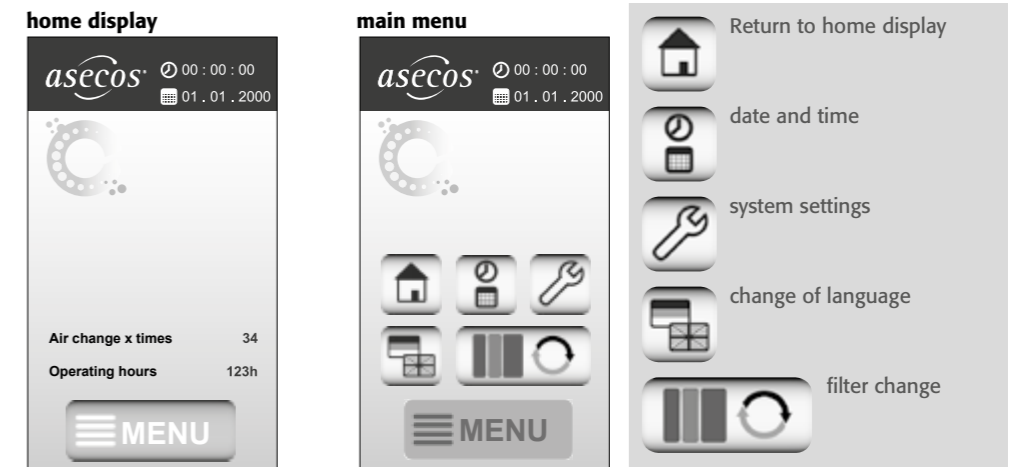 home display
asecos 00 : 00 : 00
01 . 01 . 2000
Air change x times 34
Operating hours 123h
MENU
main menu
asecos 00 : 00 : 00
01 . 01 . 2000
MENU
Return to home display
date and time
system settings
change of language
filter change